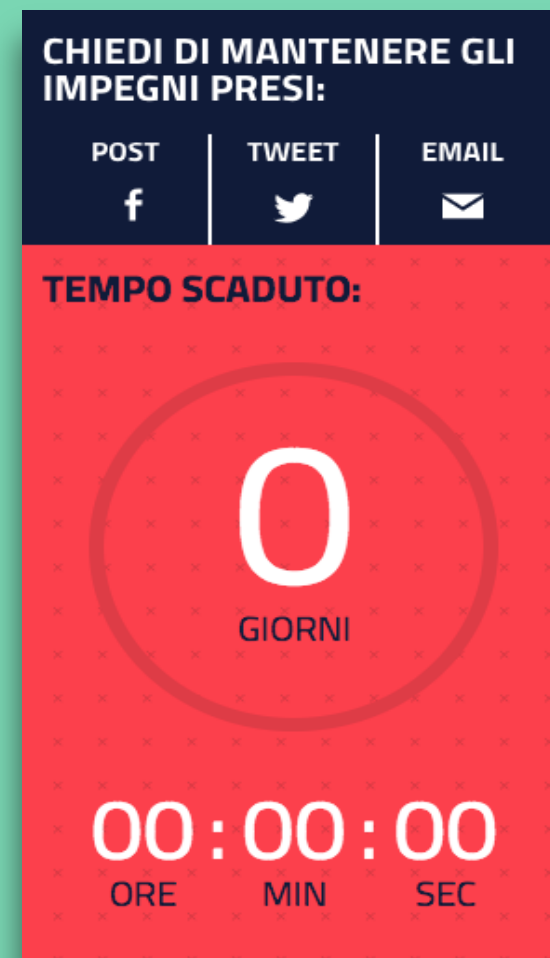 CHIEDI DI MANTENERE GLI
IMPEGNI PRESI:
POST TWEET EMAIL
TEMPO SCADUTO:
0
GIORNI
00 : 00 : 00
ORE MIN SEC